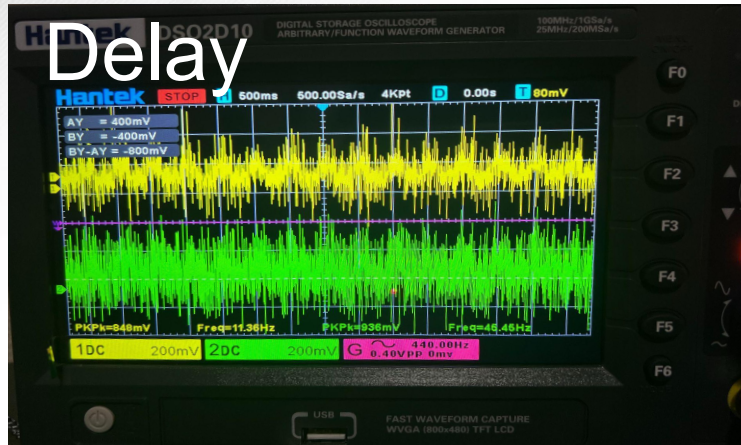 Delay
Hantek DSO2D10
DIGITAL STORAGE OSCILLOSCOPE
ARBITRARY/FUNCTION WAVEFORM GENERATOR
100MHz/1GSa/s
25MHz/200MSa/s
Hantek STOP H 500ms 500.00Sa/s 4KPt D 0.00s T 80mV
AY = 400mV
BY = -400mV
BY-AY = -800mV
PKPk=848mV Freq=11.36Hz PKPk=936mV Freq=45.45Hz
1DC 200mV 2DC 200mV G 440.00Hz
0.40VPP 0mv
F0
F1
F2
F3
F4
F5
F6
USB
FAST WAVEFORM CAPTURE
WVGA (800x480) TFT LCD